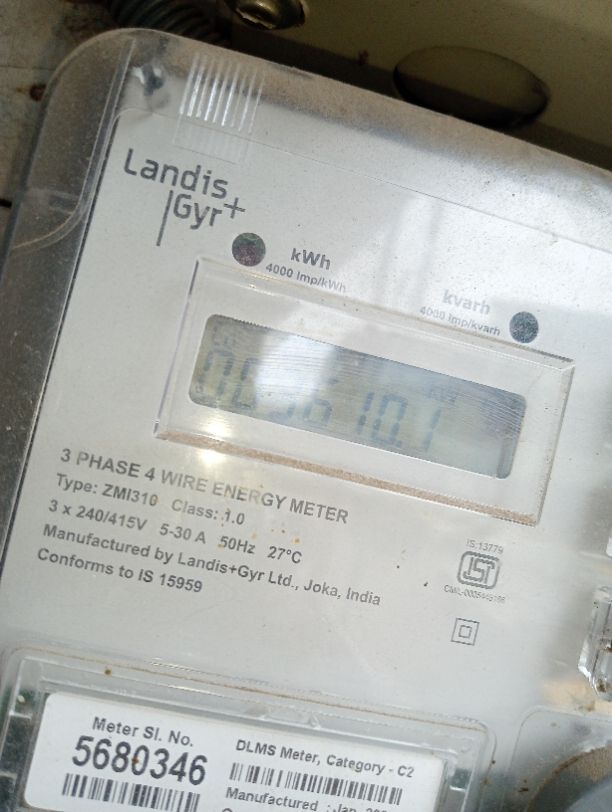 Landis+
Gyr
kWh
4000 Imp/kWh
kvarh
4000 Imp/kvarh
3 PHASE 4 WIRE ENERGY METER
Type: ZMI310 Class: 1.0
3 x 240/415V 5-30 A 50Hz 27°C
Manufactured by Landis+Gyr Ltd., Joka, India
Conforms to IS 15959
IS:13779
Meter Sl. No.
5680346
DLMS Meter, Category - C2
Manufactured :Jan,